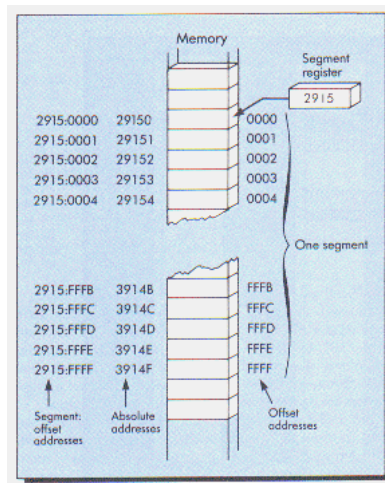 Memory
Segment
register
2915
2915:0000 29150 0000
2915:0001 29151 0001
2915:0002 29152 0002
2915:0003 29153 0003
2915:0004 29154 0004
One segment
2915:FFFB 3914B FFFB
2915:FFFC 3914C FFFC
2915:FFFD 3914D FFFD
2915:FFFE 3914E FFFE
2915:FFFF 3914F FFFF
Segment:
offset
addresses
Absolute
addresses
Offset
addresses